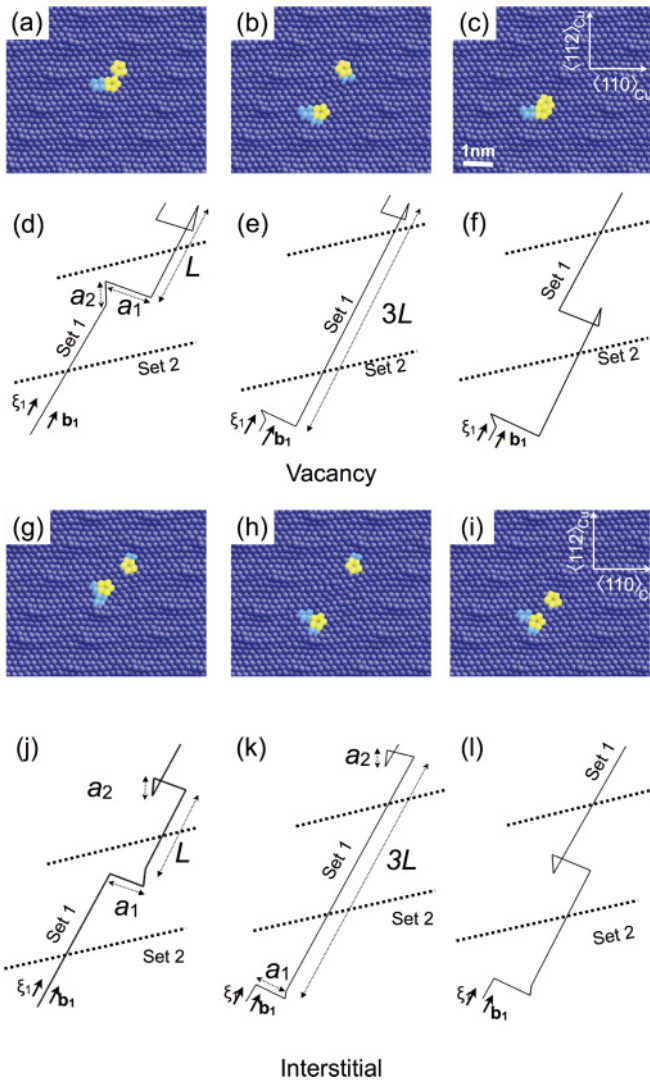 (a)
(b)
(c)
⟨112⟩Cu
⟨110⟩Cu
1nm
(d)
(e)
(f)
L
a2
a1
Set 1
Set 2
ξ1
b1
3L
Set 1
Set 2
ξ1
b1
Set 1
Set 2
ξ1
b1
Vacancy
(g)
(h)
(i)
⟨112⟩Cu
⟨110⟩C
(j)
(k)
(l)
a2
L
a1
Set 1
Set 2
ξ1
b1
a2
Set 1
3L
Set 2
a1
ξ1
b1
Set 1
Set 2
ξ1
b1
Interstitial